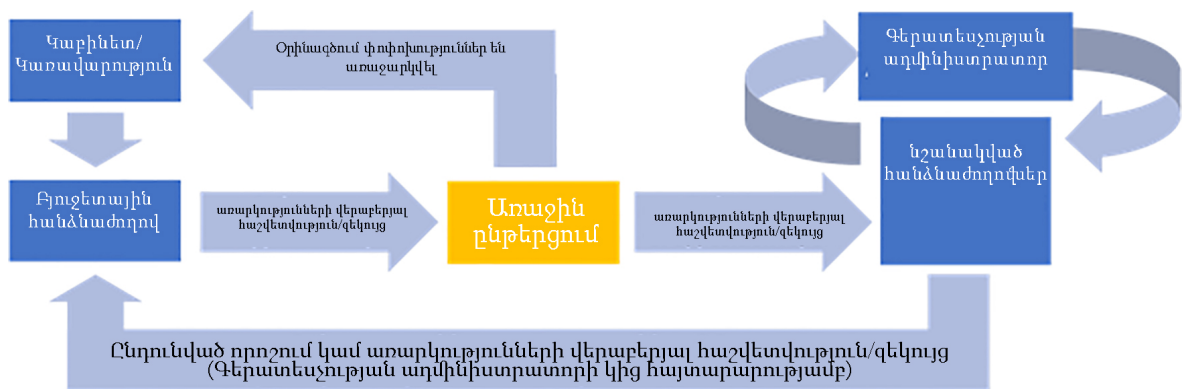 Կաբինետ/
Կառավարություն
Օրինագծում փոփոխություններ են
առաջարկվել
Գերատեսչության
ադմինիստրատոր
նշանակված
հանձնաժողովներ
Բյուջետային
հանձնաժողով
առարկությունների վերաբերյալ
հաշվետվություն/զեկույց
Առաջին
ընթերցում
առարկությունների վերաբերյալ
հաշվետվություն/զեկույց
Ընդունված որոշում կամ առարկությունների վերաբերյալ հաշվետվություն/զեկույց
(Գերատեսչության ադմինիստրատորի կից հայտարարությամբ)